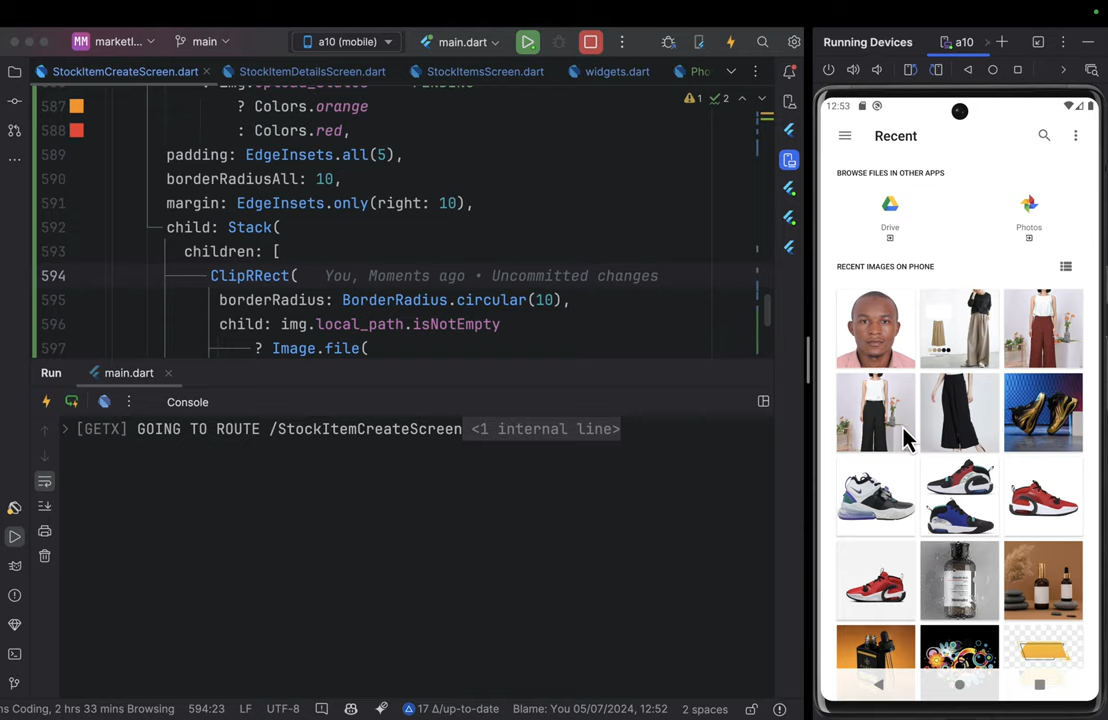 MM marketl...
main
a10 (mobile)
main.dart
Running Devices
a10
StockItemCreateScreen.dart
StockItemDetailsScreen.dart
StockItemsScreen.dart
widgets.dart
Pho
587 ? Colors.orange
1 2
588 : Colors.red,
589 padding: EdgeInsets.all(5),
590 borderRadiusAll: 10,
591 margin: EdgeInsets.only(right: 10),
592 child: Stack(
593 children: [
594 ClipRRect( You, Moments ago • Uncommitted changes
595 borderRadius: BorderRadius.circular(10),
596 child: img.local_path.isNotEmpty
597 ? Image.file(
Run main.dart
Console
[GETX] GOING TO ROUTE /StockItemCreateScreen <1 internal line>
12:53
Recent
BROWSE FILES IN OTHER APPS
Drive
Photos
RECENT IMAGES ON PHONE
ns Coding, 2 hrs 33 mins Browsing
594:23
LF
UTF-8
17 Δ/up-to-date
Blame: You 05/07/2024, 12:52
2 spaces